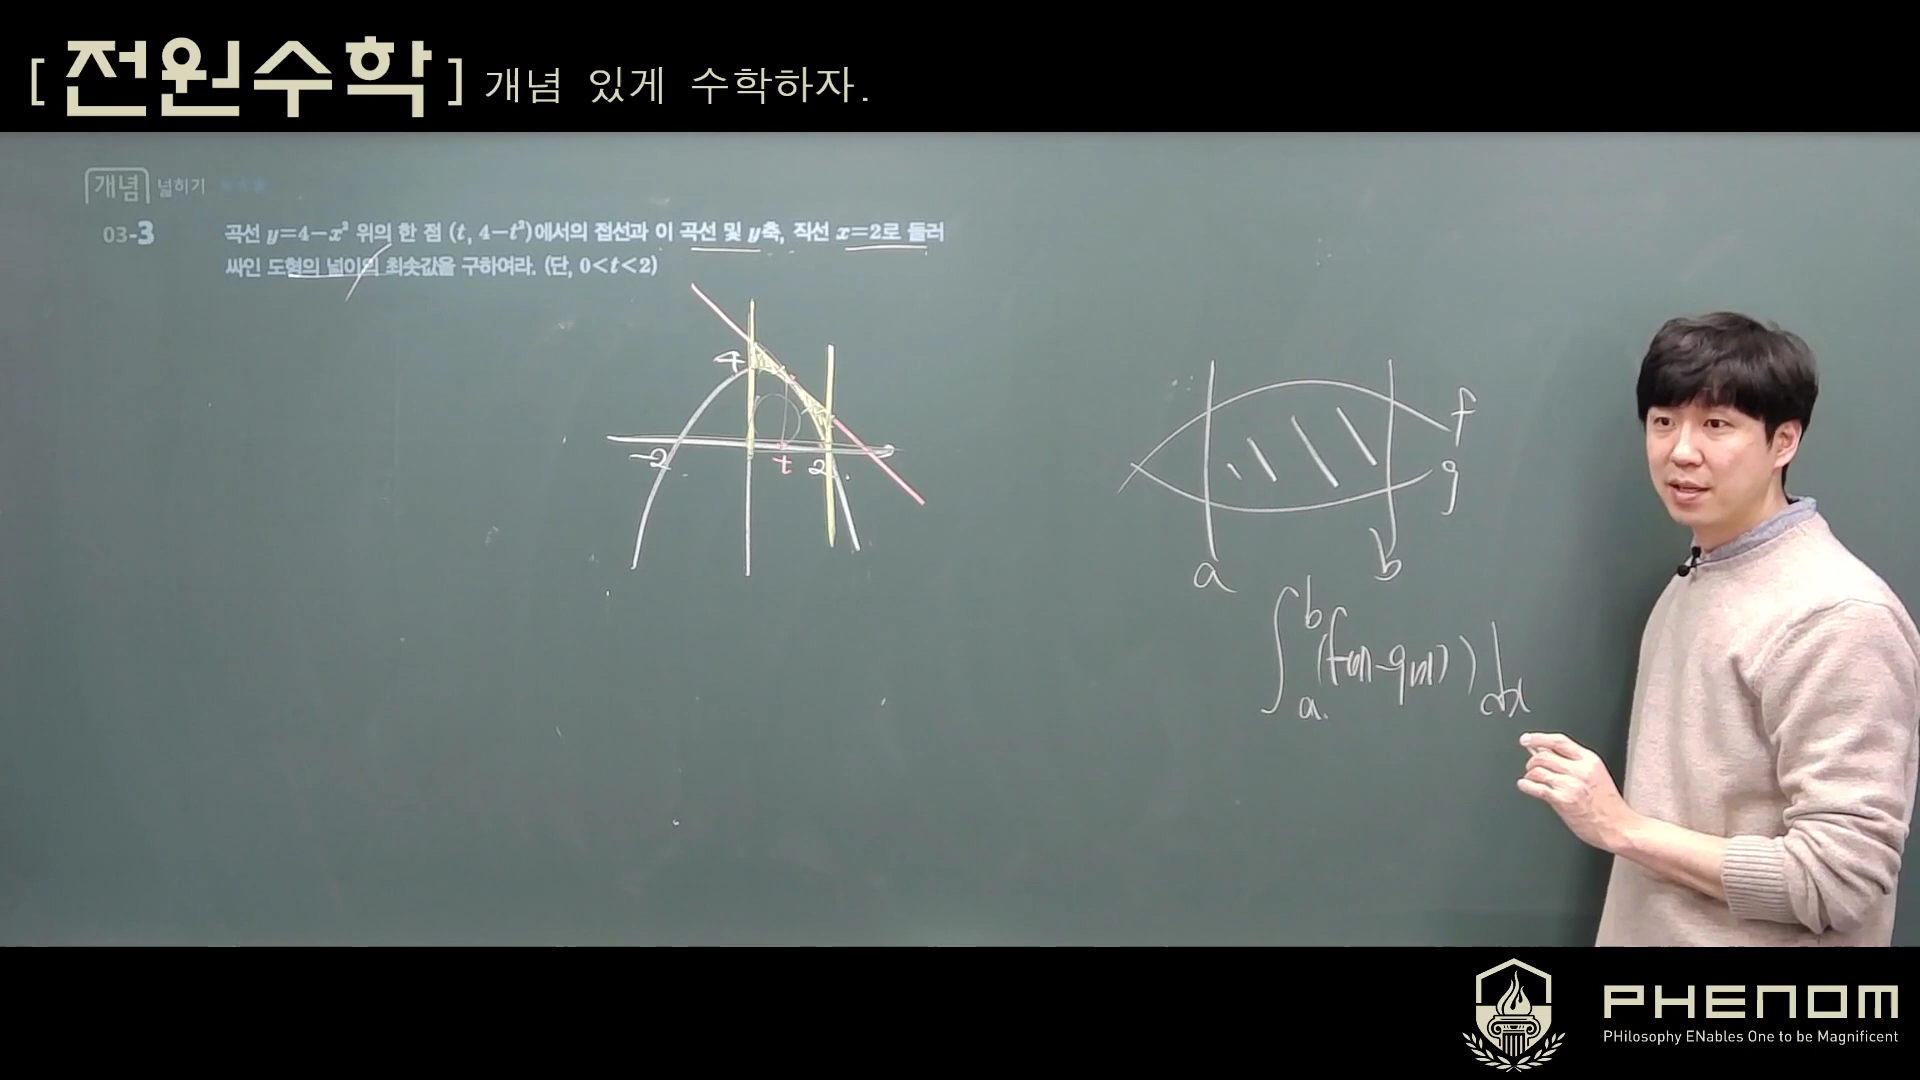 [전원수학] 개념 있게 수학하자.
개념 넓히기
03-3 곡선 y=4-x² 위의 한 점 (t, 4-t²)에서의 접선과 이 곡선 및 y축, 직선 x=2로 둘러
싸인 도형의 넓이의 최솟값을 구하여라. (단, 0<t<2)
4
-2 t 2
f
g
a b
∫ₐᵇ(f(x)-g(x))dx
PHENOM
PHilosophy ENables One to be Magnificent